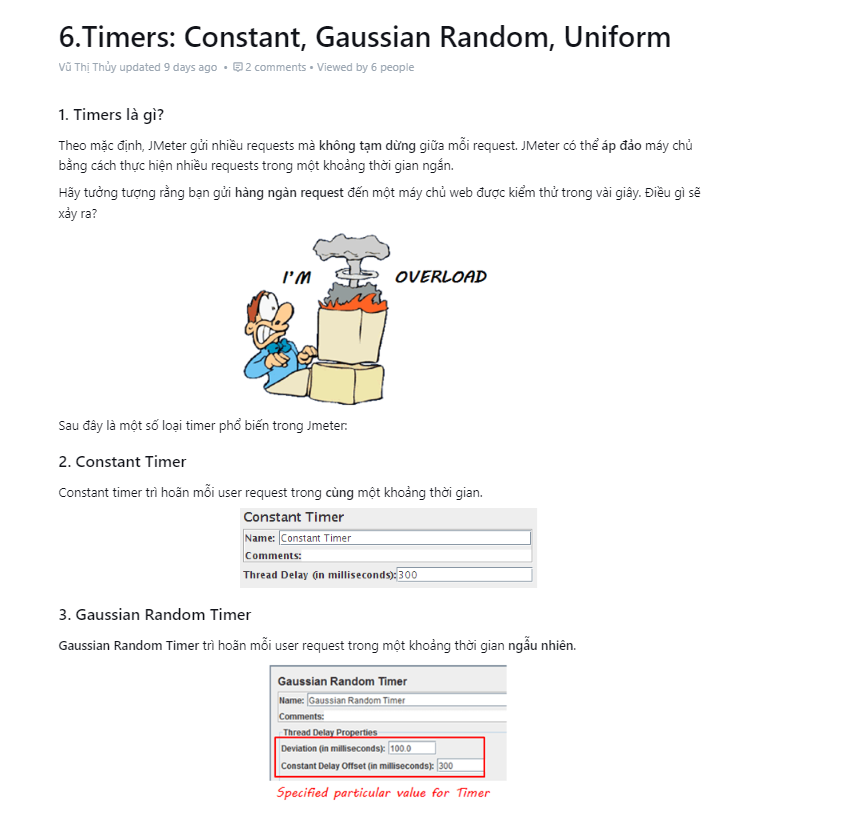 6.Timers: Constant, Gaussian Random, Uniform
Vũ Thị Thủy updated 9 days ago • 2 comments • Viewed by 6 people
1. Timers là gì?
Theo mặc định, JMeter gửi nhiều requests mà không tạm dừng giữa mỗi request. JMeter có thể áp đảo máy chủ
bằng cách thực hiện nhiều requests trong một khoảng thời gian ngắn.
Hãy tưởng tượng rằng bạn gửi hàng ngàn request đến một máy chủ web được kiểm thử trong vài giây. Điều gì sẽ
xảy ra?
I'M OVERLOAD
Sau đây là một số loại timer phổ biến trong Jmeter:
2. Constant Timer
Constant timer trì hoãn mỗi user request trong cùng một khoảng thời gian.
Constant Timer
Name: Constant Timer
Comments:
Thread Delay (in milliseconds): 300
3. Gaussian Random Timer
Gaussian Random Timer trì hoãn mỗi user request trong một khoảng thời gian ngẫu nhiên.
Gaussian Random Timer
Name: Gaussian Random Timer
Comments:
Thread Delay Properties
Deviation (in milliseconds): 100.0
Constant Delay Offset (in milliseconds): 300
Specified particular value for Timer